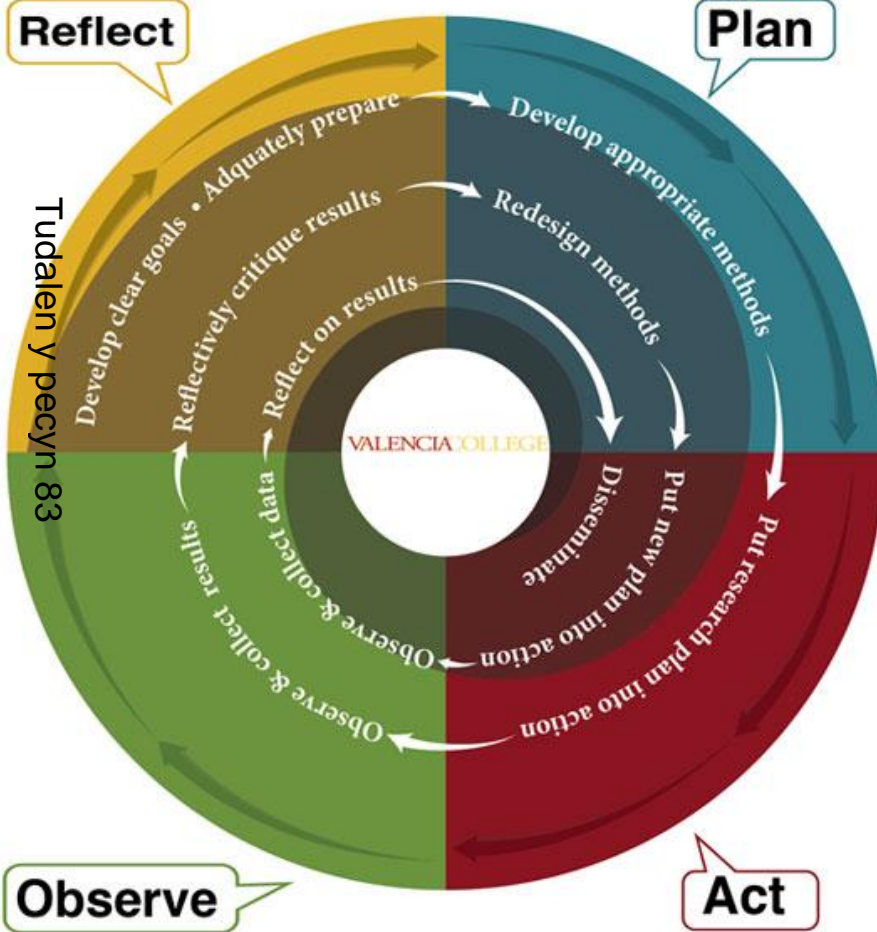 Reflect
Plan
Develop clear goals • Adquately prepare
Develop appropriate methods
Put research plan into action
Observe & collect results
Reflectively critique results
Redesign methods
Put new plan into action
Observe & collect data
Reflect on results
Disseminate
VALENCIACOLLEGE
Tudalen y pecyn 83
Observe
Act